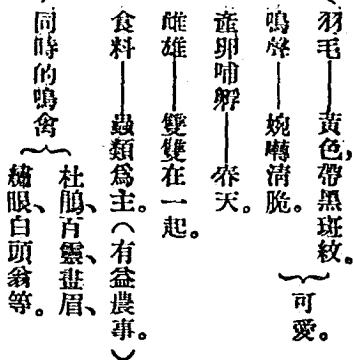 羽毛——黃色，帶黑斑紋。
鳴聲——婉囀清脆。
可愛。
產卵哺孵——春天。
雌雄——雙雙在一起。
食料——蟲類爲主。（有益農事。）
同時的鳴禽
杜鵑、百靈、畫眉、
繡眼、白頭翁等。